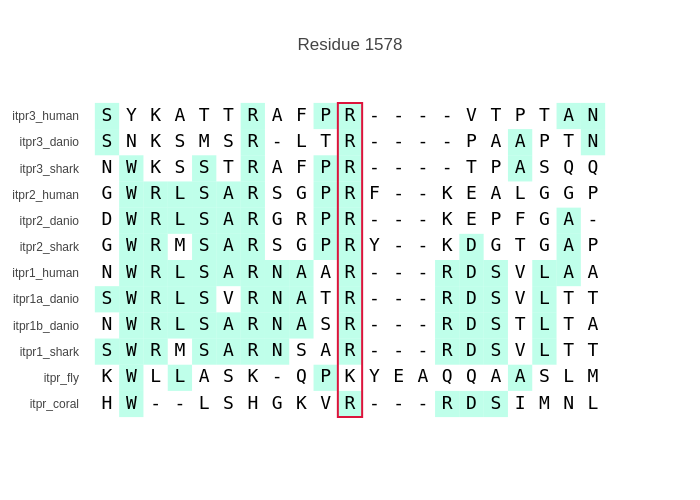 Residue 1578
itpr3_human S Y K A T T R A F P R - - - - V T P T A N
itpr3_danio S N K S M S R - L T R - - - - P A A P T N
itpr3_shark N W K S S T R A F P R - - - - T P A S Q Q
itpr2_human G W R L S A R S G P R F - - K E A L G G P
itpr2_danio D W R L S A R G R P R - - - K E P F G A -
itpr2_shark G W R M S A R S G P R Y - - K D G T G A P
itpr1_human N W R L S A R N A A R - - - R D S V L A A
itpr1a_danio S W R L S V R N A T R - - - R D S V L T T
itpr1b_danio N W R L S A R N A S R - - - R D S T L T A
itpr1_shark S W R M S A R N S A R - - - R D S V L T T
itpr_fly K W L L A S K - Q P K Y E A Q Q A A S L M
itpr_coral H W - - L S H G K V R - - - R D S I M N L